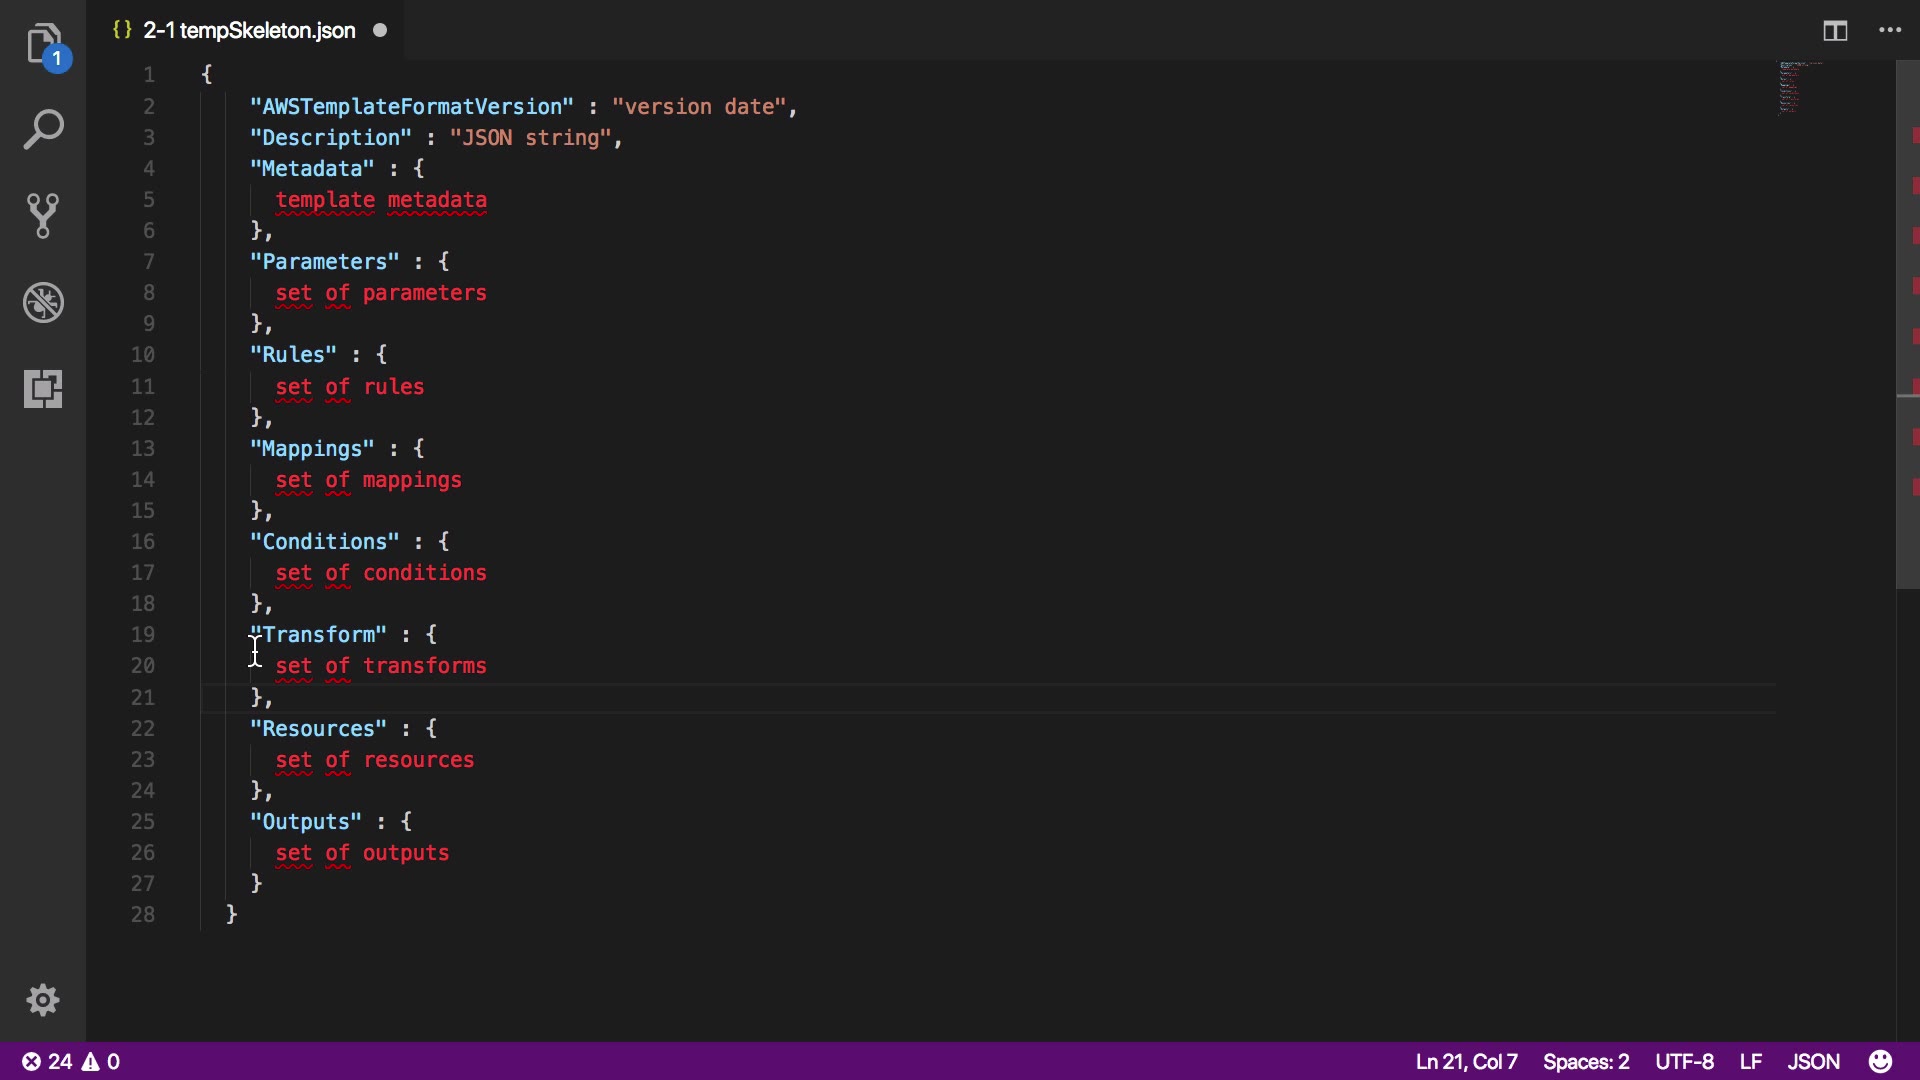 {} 2-1 tempSkeleton.json
1
1 {
2 "AWSTemplateFormatVersion" : "version date",
3 "Description" : "JSON string",
4 "Metadata" : {
5 template metadata
6 },
7 "Parameters" : {
8 set of parameters
9 },
10 "Rules" : {
11 set of rules
12 },
13 "Mappings" : {
14 set of mappings
15 },
16 "Conditions" : {
17 set of conditions
18 },
19 "Transform" : {
20 set of transforms
21 },
22 "Resources" : {
23 set of resources
24 },
25 "Outputs" : {
26 set of outputs
27 }
28 }
24 0 Ln 21, Col 7 Spaces: 2 UTF-8 LF JSON